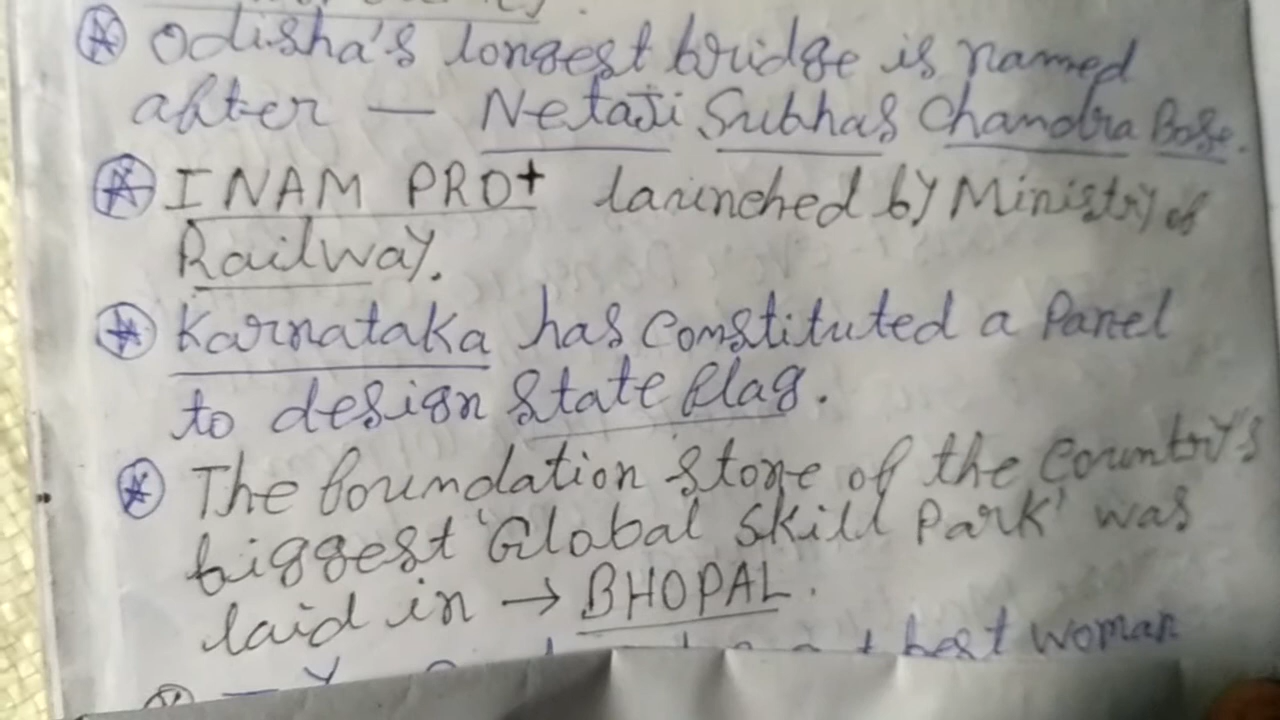 Odisha's longest bridge is named
after — Netaji Subhas Chandra Bose.
INAM PRO+ launched by Ministry of
Railway.
Karnataka has constituted a Panel
to design State flag.
The foundation stone of the Country's
biggest 'Global Skill Park' was
laid in → BHOPAL.
best woman